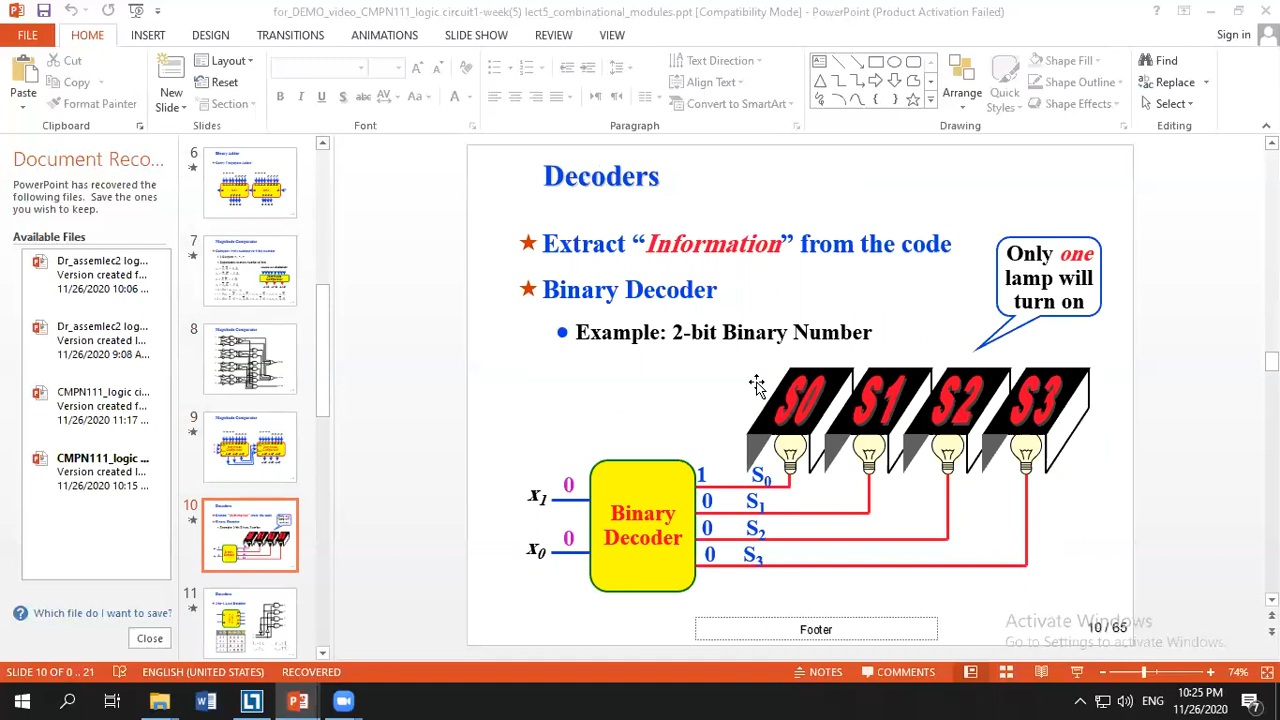 for_DEMO_video_CMPN111_logic circuit1-week(5) lect5_combinational_modules.ppt [Compatibility Mode] - PowerPoint (Product Activation Failed)
FILE HOME INSERT DESIGN TRANSITIONS ANIMATIONS SLIDE SHOW REVIEW VIEW Sign in
Paste
Cut
Copy
Format Painter
Clipboard
New
Slide
Layout
Reset
Section
Slides
B I U S abc AV Aa A
Font
Text Direction
Align Text
Convert to SmartArt
Paragraph
Arrange
Quick
Styles
Shape Fill
Shape Outline
Shape Effects
Drawing
Find
Replace
Select
Editing
Document Reco...
PowerPoint has recovered the
following files. Save the ones
you wish to keep.
Available Files
Dr_assemlec2 log...
Version created f...
11/26/2020 10:06 ...
Dr_assemlec2 log...
Version created f...
11/26/2020 9:08 A...
CMPN111_logic ci...
Version created f...
11/26/2020 11:17 ...
CMPN111_logic ...
Version created f...
11/26/2020 10:15 ...
Which file do I want to save?
Close
6
7
8
9
10
11
Decoders
Extract “Information” from the code
Binary Decoder
Example: 2-bit Binary Number
Only one
lamp will
turn on
S0 S1 S2 S3
x1 0
x0 0
Binary
Decoder
1 S0
0 S1
0 S2
0 S3
Footer
10 / 65
Activate Windows
Go to Settings to activate Windows.
SLIDE 10 OF 0 .. 21 ENGLISH (UNITED STATES) RECOVERED NOTES COMMENTS 74%
ENG
10:25 PM
11/26/2020
7